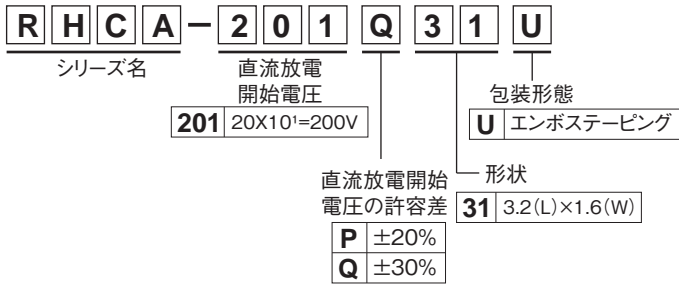 RHCA-201Q31U
シリーズ名
直流放電
開始電圧
201 20X10¹=200V
包装形態
U エンボステーピング
直流放電開始
電圧の許容差
P ±20%
Q ±30%
形状
31 3.2(L)×1.6(W)